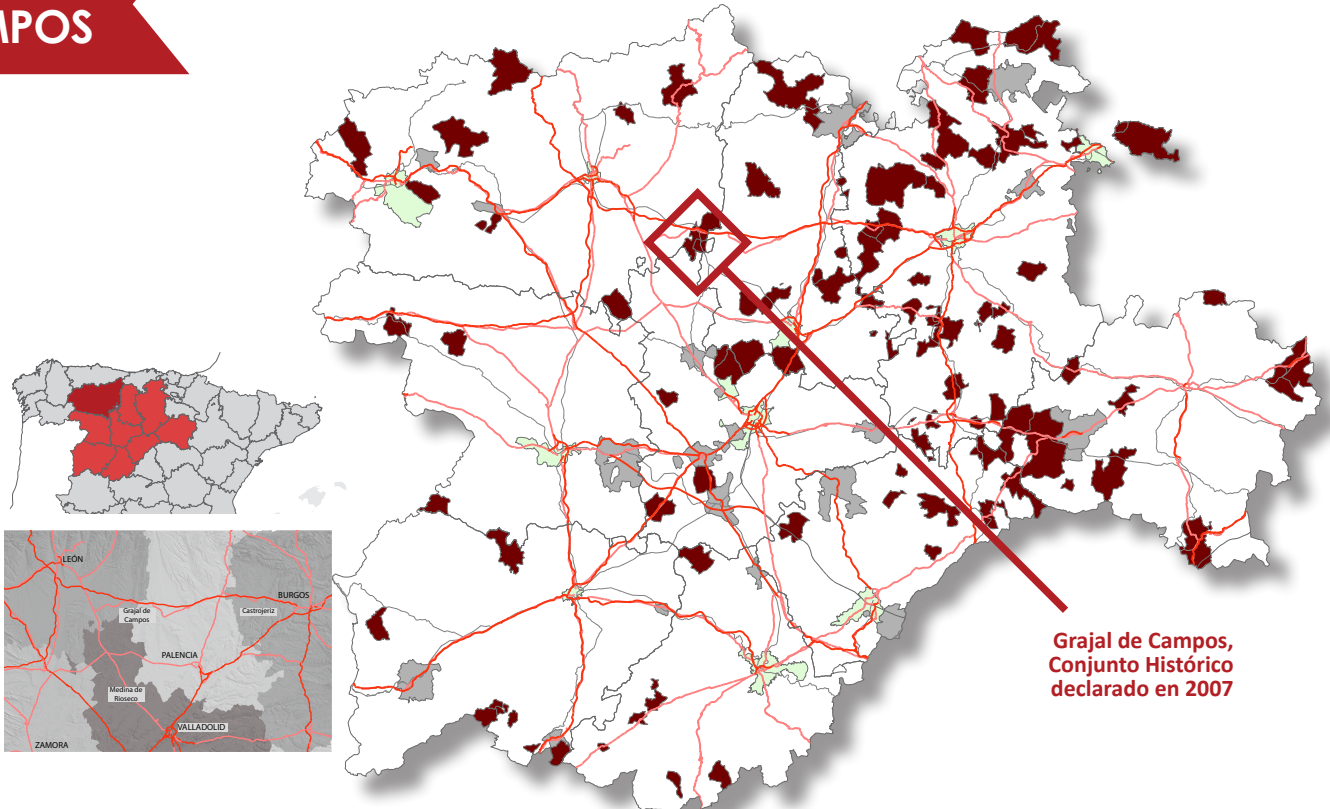 MPOS
LEÓN
BURGOS
Grajal de
Campos
Castrojeriz
PALENCIA
Medina de
Rioseco
VALLADOLID
ZAMORA
Grajal de Campos,
Conjunto Histórico
declarado en 2007